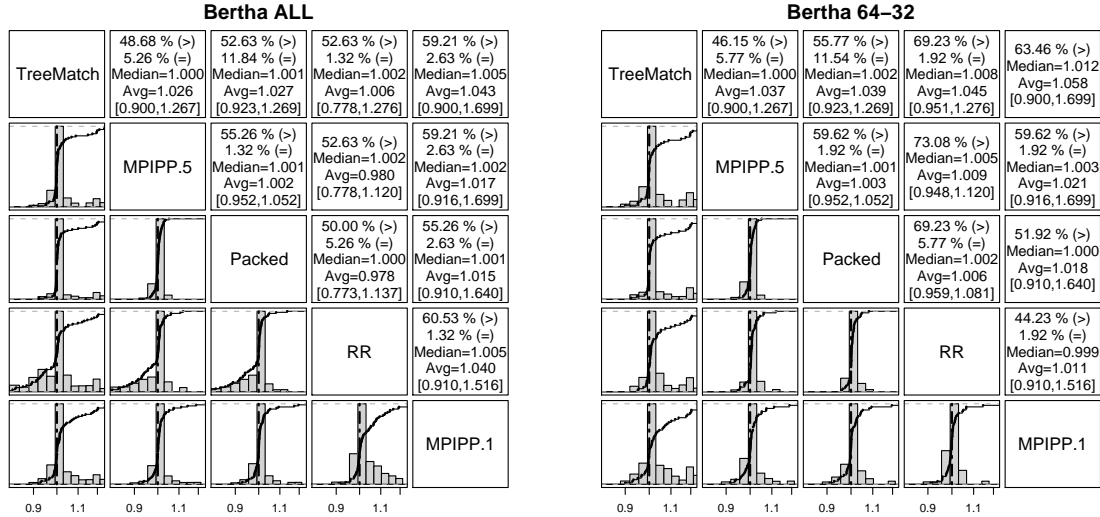 Bertha ALL
TreeMatch
48.68 % (>)
5.26 % (=)
Median=1.000
Avg=1.026
[0.900,1.267]
52.63 % (>)
11.84 % (=)
Median=1.001
Avg=1.027
[0.923,1.269]
52.63 % (>)
1.32 % (=)
Median=1.002
Avg=1.006
[0.778,1.276]
59.21 % (>)
2.63 % (=)
Median=1.005
Avg=1.043
[0.900,1.699]
MPIPP.5
55.26 % (>)
1.32 % (=)
Median=1.001
Avg=1.002
[0.952,1.052]
52.63 % (>)
Median=1.002
Avg=0.980
[0.778,1.120]
59.21 % (>)
2.63 % (=)
Median=1.002
Avg=1.017
[0.916,1.699]
Packed
50.00 % (>)
5.26 % (=)
Median=1.000
Avg=0.978
[0.773,1.137]
55.26 % (>)
2.63 % (=)
Median=1.001
Avg=1.015
[0.910,1.640]
RR
60.53 % (>)
1.32 % (=)
Median=1.005
Avg=1.040
[0.910,1.516]
MPIPP.1
0.9 1.1 0.9 1.1 0.9 1.1 0.9 1.1
Bertha 64−32
TreeMatch
46.15 % (>)
5.77 % (=)
Median=1.000
Avg=1.037
[0.900,1.267]
55.77 % (>)
11.54 % (=)
Median=1.002
Avg=1.039
[0.923,1.269]
69.23 % (>)
1.92 % (=)
Median=1.008
Avg=1.045
[0.951,1.276]
63.46 % (>)
Median=1.012
Avg=1.058
[0.900,1.699]
MPIPP.5
59.62 % (>)
1.92 % (=)
Median=1.001
Avg=1.003
[0.952,1.052]
73.08 % (>)
Median=1.005
Avg=1.009
[0.948,1.120]
59.62 % (>)
1.92 % (=)
Median=1.003
Avg=1.021
[0.916,1.699]
Packed
69.23 % (>)
5.77 % (=)
Median=1.002
Avg=1.006
[0.959,1.081]
51.92 % (>)
Median=1.000
Avg=1.018
[0.910,1.640]
RR
44.23 % (>)
1.92 % (=)
Median=0.999
Avg=1.011
[0.910,1.516]
MPIPP.1
0.9 1.1 0.9 1.1 0.9 1.1 0.9 1.1